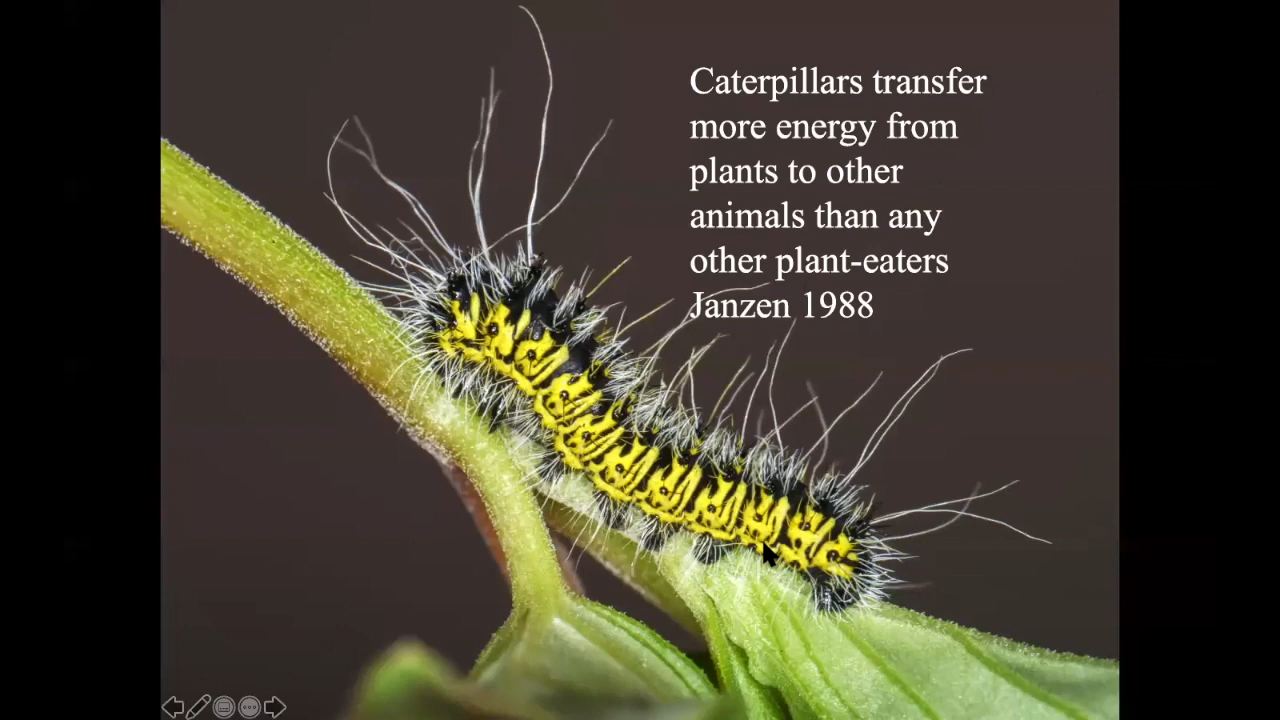 Caterpillars transfer
more energy from
plants to other
animals than any
other plant-eaters
Janzen 1988